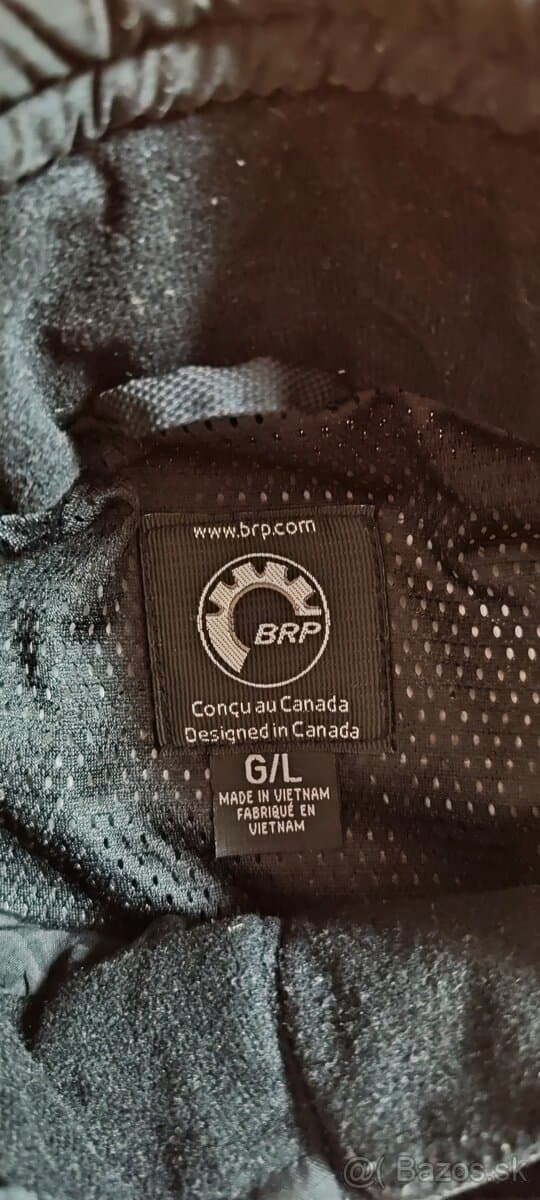 www.brp.com
BRP
Conçu au Canada
Designed in Canada
G/L
MADE IN VIETNAM
FABRIQUÉ EN
VIETNAM
@( Bazos.sk